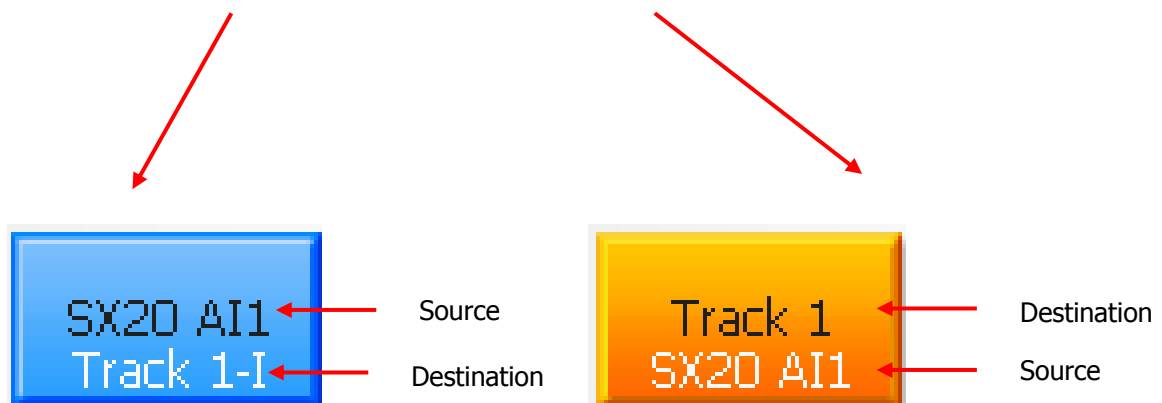 SX20 AI1
Track 1-I
Source
Destination
Track 1
SX20 AI1
Destination
Source